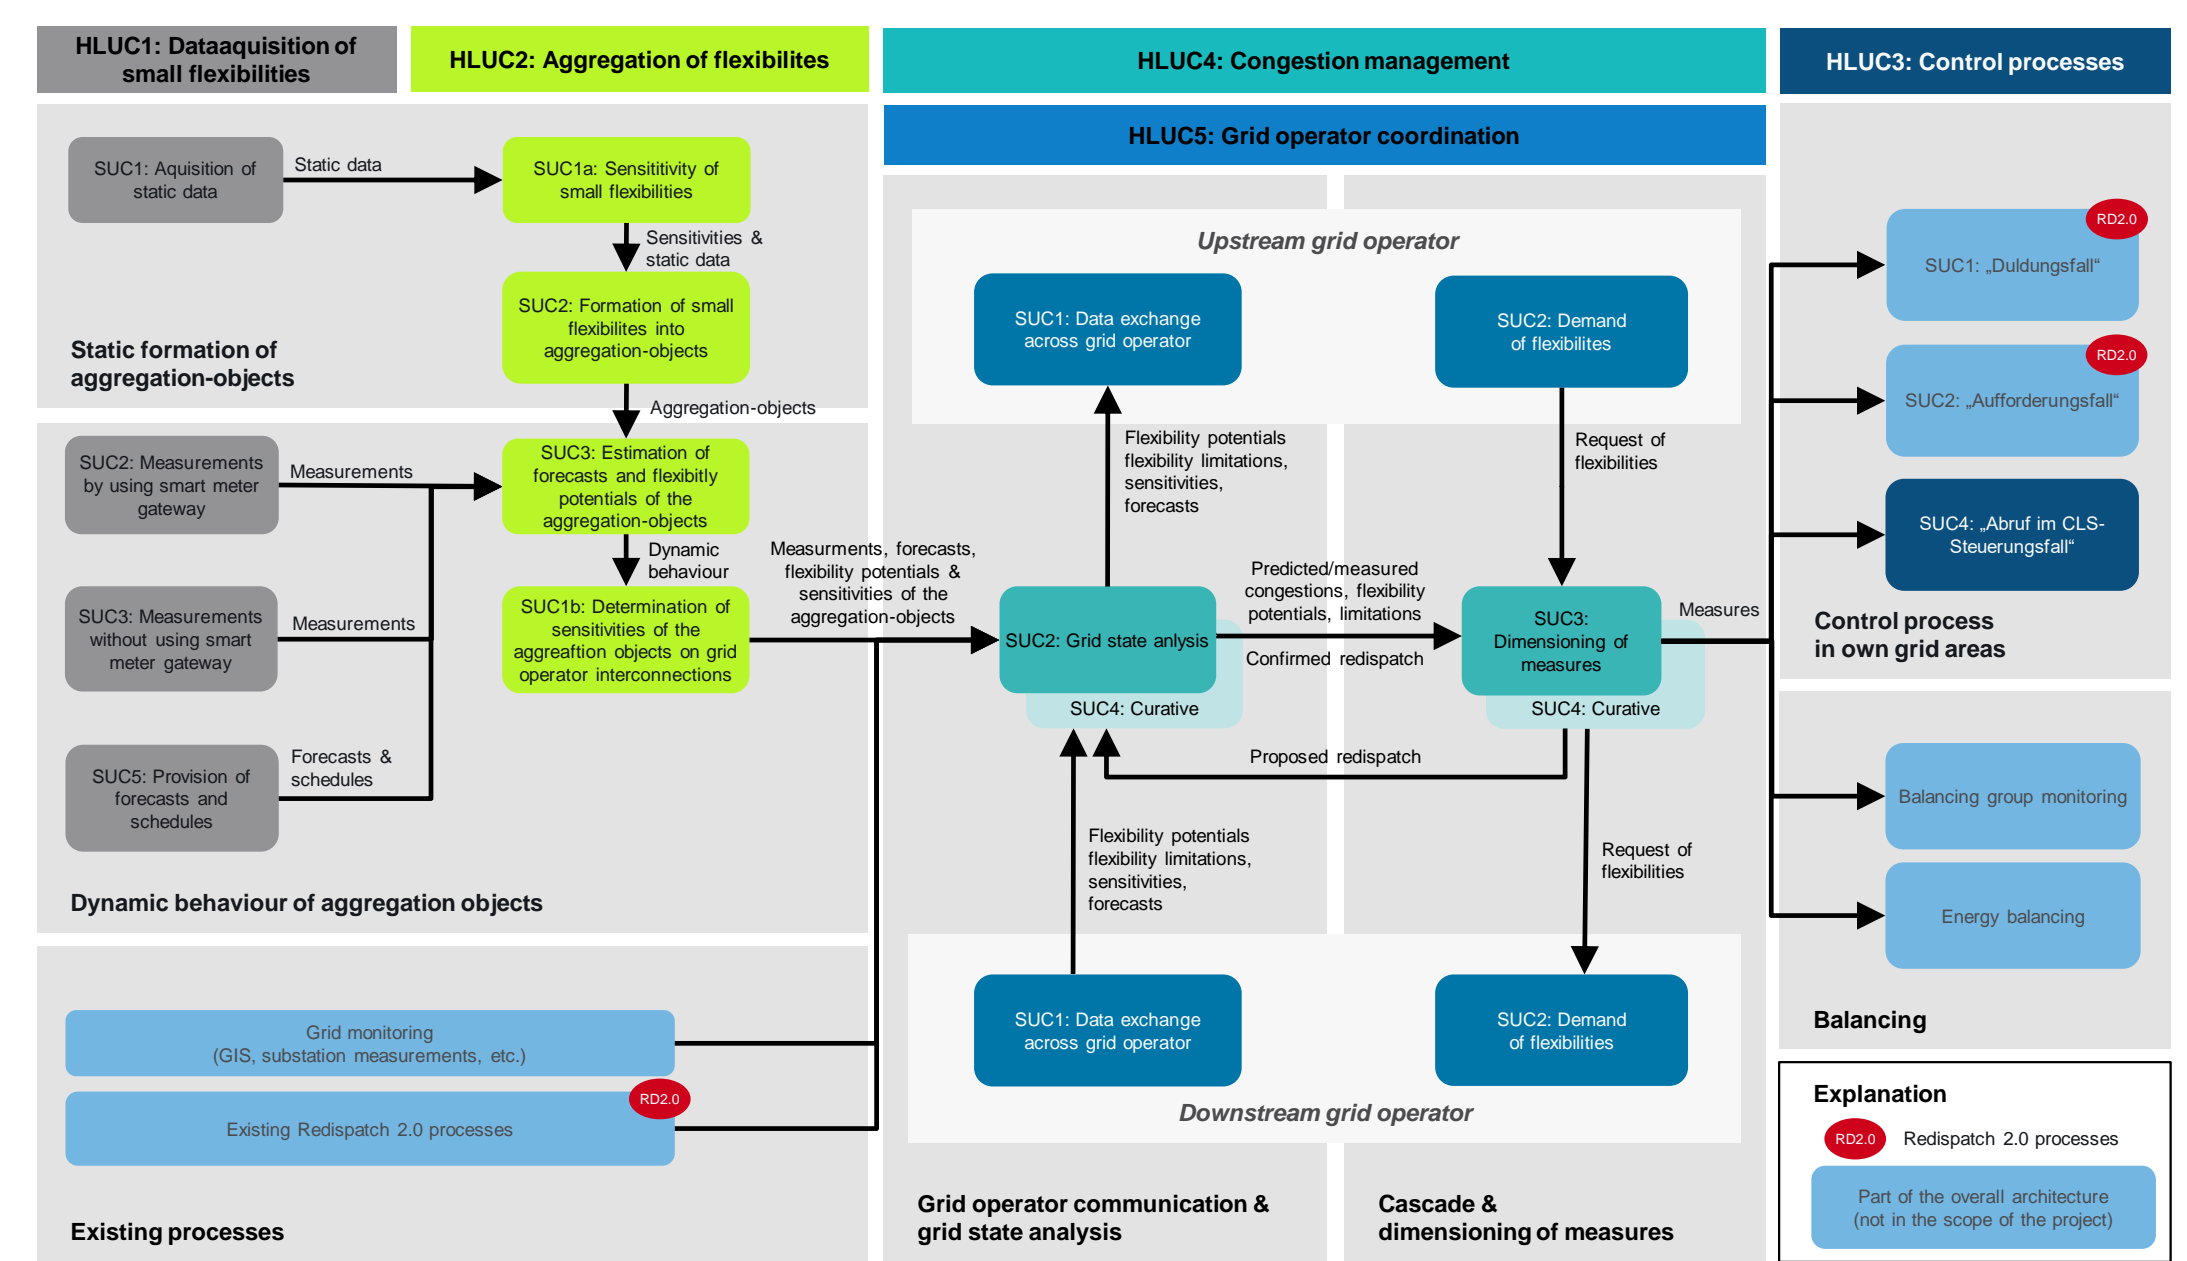 HLUC1: Dataaquisition of
small flexibilities
HLUC2: Aggregation of flexibilites
HLUC4: Congestion management
HLUC3: Control processes
HLUC5: Grid operator coordination
SUC1: Aquisition of
static data
Static data
SUC1a: Sensititivity of
small flexibilities
Sensitivities &
static data
SUC2: Formation of small
flexibilites into
aggregation-objects
Static formation of
aggregation-objects
Aggregation-objects
SUC2: Measurements
by using smart meter
gateway
Measurements
SUC3: Estimation of
forecasts and flexibitly
potentials of the
aggregation-objects
Dynamic
behaviour
SUC3: Measurements
without using smart
meter gateway
Measurements
SUC1b: Determination of
sensitivities of the
aggreaftion objects on grid
operator interconnections
SUC5: Provision of
forecasts and
schedules
Forecasts &
schedules
Dynamic behaviour of aggregation objects
Measurments, forecasts,
flexibility potentials &
sensitivities of the
aggregation-objects
Grid monitoring
(GIS, substation measurements, etc.)
RD2.0
Existing Redispatch 2.0 processes
Existing processes
Upstream grid operator
SUC1: Data exchange
across grid operator
SUC2: Demand
of flexibilites
Flexibility potentials
flexibility limitations,
sensitivities,
forecasts
Request of
flexibilities
Predicted/measured
congestions, flexibility
potentials, limitations
SUC2: Grid state anlysis
Confirmed redispatch
SUC3:
Dimensioning of
measures
Measures
SUC4: Curative
SUC4: Curative
Proposed redispatch
Flexibility potentials
flexibility limitations,
sensitivities,
forecasts
Request of
flexibilities
SUC1: Data exchange
across grid operator
SUC2: Demand
of flexibilities
Downstream grid operator
Grid operator communication &
grid state analysis
Cascade &
dimensioning of measures
RD2.0
SUC1: „Duldungsfall“
RD2.0
SUC2: „Aufforderungsfall“
SUC4: „Abruf im CLS-
Steuerungsfall“
Control process
in own grid areas
Balancing group monitoring
Energy balancing
Balancing
Explanation
RD2.0
Redispatch 2.0 processes
Part of the overall architecture
(not in the scope of the project)